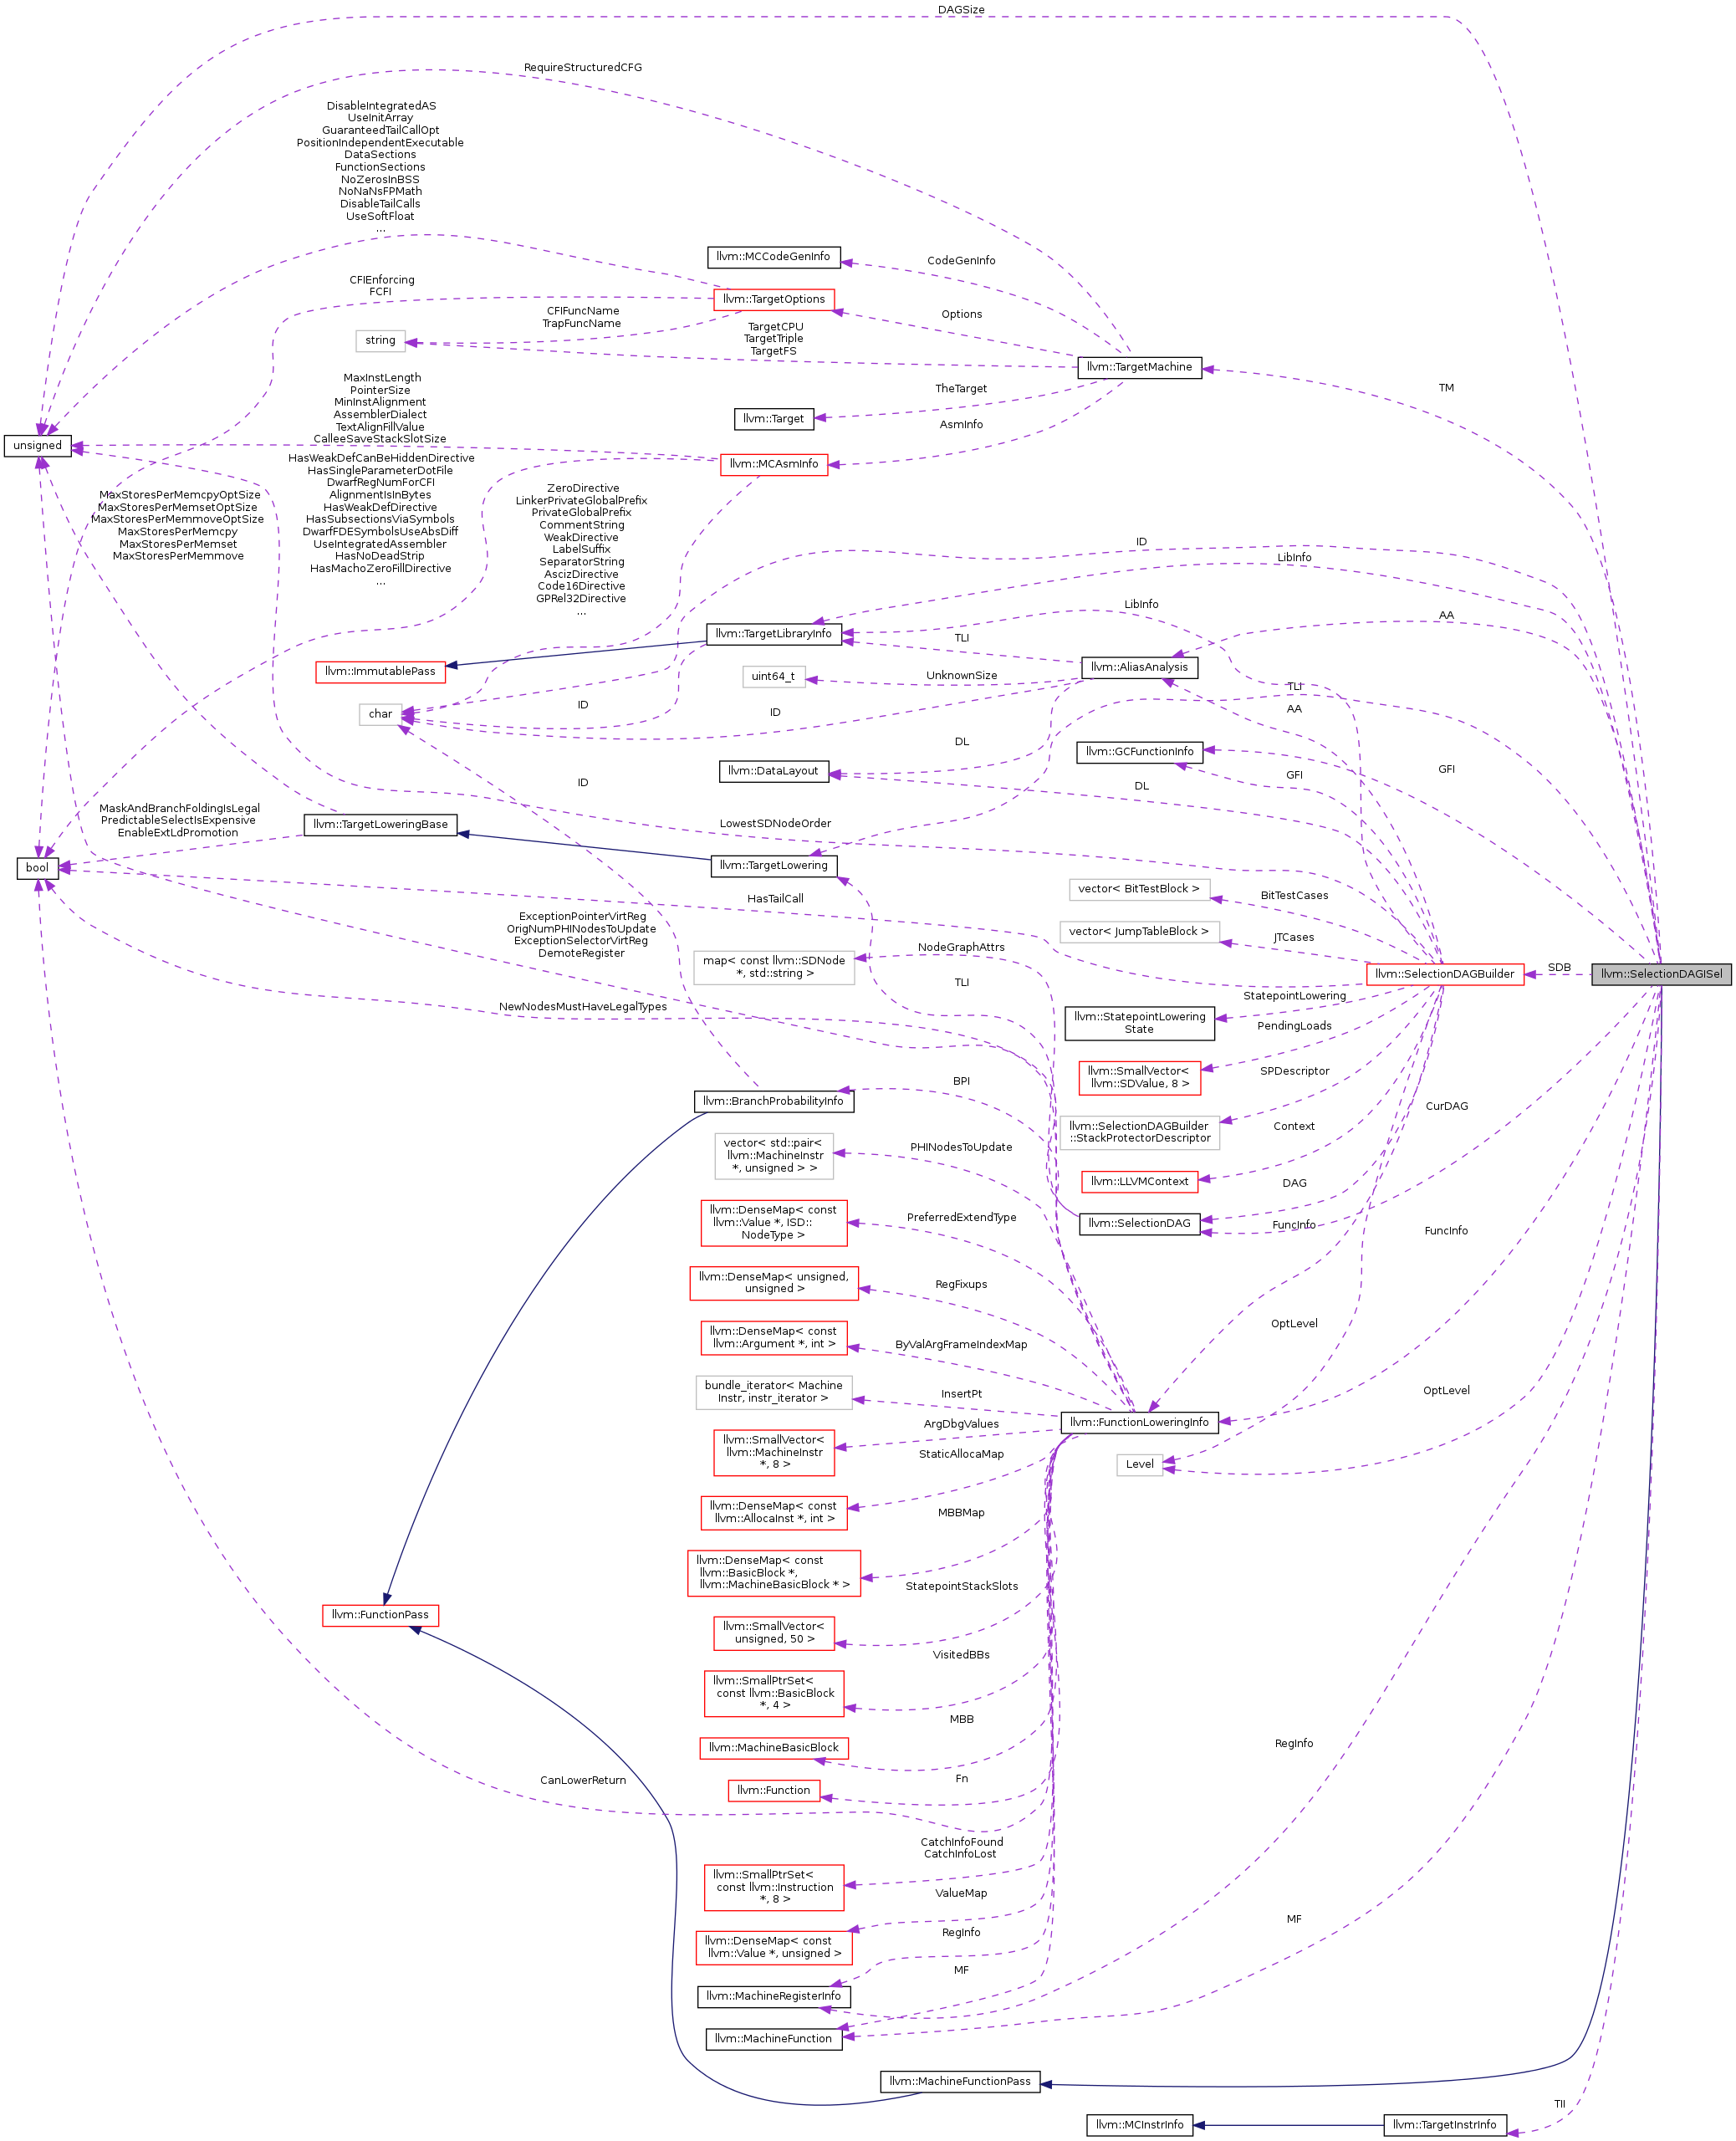 DAGSize
RequireStructuredCFG
DisableIntegratedAS
UseInitArray
GuaranteedTailCallOpt
PositionIndependentExecutable
DataSections
FunctionSections
NoZerosInBSS
NoNaNsFPMath
DisableTailCalls
UseSoftFloat
...
llvm::MCCodeGenInfo
CodeGenInfo
CFIEnforcing
FCFI
llvm::TargetOptions
Options
CFIFuncName
TrapFuncName
string
TargetCPU
TargetTriple
TargetFS
llvm::TargetMachine
TM
TheTarget
llvm::Target
AsmInfo
MaxInstLength
PointerSize
MinInstAlignment
AssemblerDialect
TextAlignFillValue
CalleeSaveStackSlotSize
unsigned
llvm::MCAsmInfo
HasWeakDefCanBeHiddenDirective
HasSingleParameterDotFile
DwarfRegNumForCFI
AlignmentIsInBytes
HasWeakDefDirective
HasSubsectionsViaSymbols
DwarfFDESymbolsUseAbsDiff
UseIntegratedAssembler
HasNoDeadStrip
HasMachoZeroFillDirective
...
MaxStoresPerMemcpyOptSize
MaxStoresPerMemsetOptSize
MaxStoresPerMemmoveOptSize
MaxStoresPerMemcpy
MaxStoresPerMemset
MaxStoresPerMemmove
ZeroDirective
LinkerPrivateGlobalPrefix
PrivateGlobalPrefix
CommentString
WeakDirective
LabelSuffix
SeparatorString
AscizDirective
Code16Directive
GPRel32Directive
...
ID
LibInfo
LibInfo
AA
llvm::TargetLibraryInfo
TLI
llvm::ImmutablePass
llvm::AliasAnalysis
uint64_t
UnknownSize
TLI
char
ID
ID
AA
DL
llvm::GCFunctionInfo
llvm::DataLayout
GFI
GFI
DL
ID
MaskAndBranchFoldingIsLegal
PredictableSelectIsExpensive
EnableExtLdPromotion
llvm::TargetLoweringBase
LowestSDNodeOrder
bool
llvm::TargetLowering
vector< BitTestBlock >
BitTestCases
HasTailCall
ExceptionPointerVirtReg
OrigNumPHINodesToUpdate
ExceptionSelectorVirtReg
DemoteRegister
vector< JumpTableBlock >
JTCases
NodeGraphAttrs
map< const llvm::SDNode
*, std::string >
TLI
llvm::SelectionDAGBuilder
SDB
llvm::SelectionDAGISel
NewNodesMustHaveLegalTypes
StatepointLowering
llvm::StatepointLowering
State
PendingLoads
llvm::SmallVector<
llvm::SDValue, 8 >
SPDescriptor
BPI
llvm::BranchProbabilityInfo
CurDAG
llvm::SelectionDAGBuilder
::StackProtectorDescriptor
Context
vector< std::pair<
llvm::MachineInstr
*, unsigned > >
PHINodesToUpdate
llvm::LLVMContext
DAG
llvm::DenseMap< const
llvm::Value *, ISD::
NodeType >
PreferredExtendType
llvm::SelectionDAG
FuncInfo
FuncInfo
llvm::DenseMap< unsigned,
unsigned >
RegFixups
llvm::DenseMap< const
llvm::Argument *, int >
ByValArgFrameIndexMap
OptLevel
OptLevel
bundle_iterator< Machine
Instr, instr_iterator >
InsertPt
llvm::FunctionLoweringInfo
ArgDbgValues
llvm::SmallVector<
llvm::MachineInstr
*, 8 >
StaticAllocaMap
Level
llvm::DenseMap< const
llvm::AllocaInst *, int >
MBBMap
llvm::DenseMap< const
llvm::BasicBlock *,
llvm::MachineBasicBlock * >
StatepointStackSlots
llvm::FunctionPass
llvm::SmallVector<
unsigned, 50 >
VisitedBBs
llvm::SmallPtrSet<
const llvm::BasicBlock
*, 4 >
MBB
llvm::MachineBasicBlock
RegInfo
CanLowerReturn
Fn
llvm::Function
CatchInfoFound
CatchInfoLost
llvm::SmallPtrSet<
const llvm::Instruction
*, 8 >
ValueMap
MF
llvm::DenseMap< const
llvm::Value *, unsigned >
RegInfo
MF
llvm::MachineRegisterInfo
llvm::MachineFunction
llvm::MachineFunctionPass
TII
llvm::MCInstrInfo
llvm::TargetInstrInfo